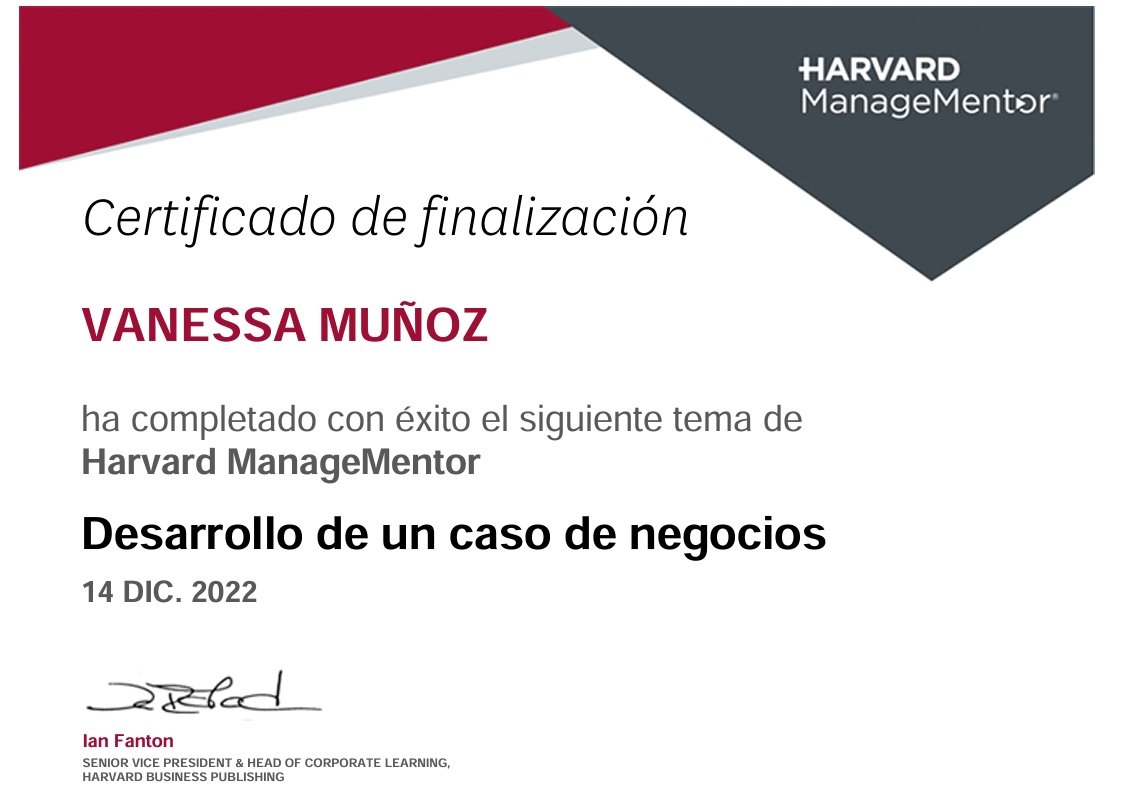 HARVARD
ManageMentor®
Certificado de finalización
VANESSA MUÑOZ
ha completado con éxito el siguiente tema de
Harvard ManageMentor
Desarrollo de un caso de negocios
14 DIC. 2022
Ian Fanton
SENIOR VICE PRESIDENT & HEAD OF CORPORATE LEARNING,
HARVARD BUSINESS PUBLISHING